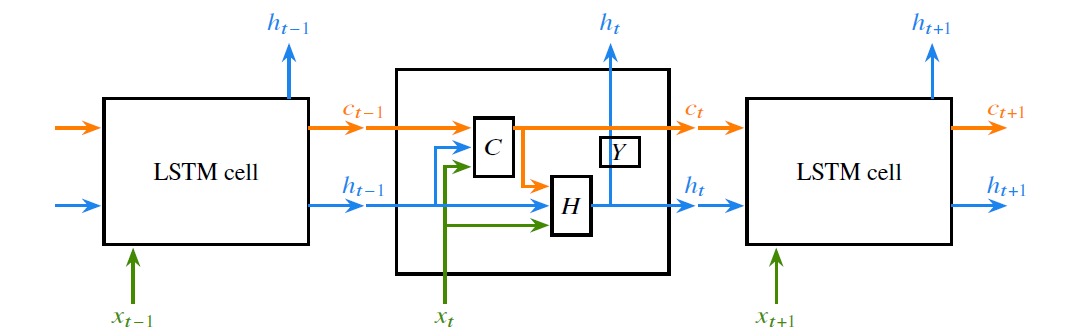 h_{t-1}
h_t
h_{t+1}
c_{t-1}
c_t
c_{t+1}
C
Y
LSTM cell
LSTM cell
h_{t-1}
h_t
h_{t+1}
H
x_{t-1}
x_t
x_{t+1}